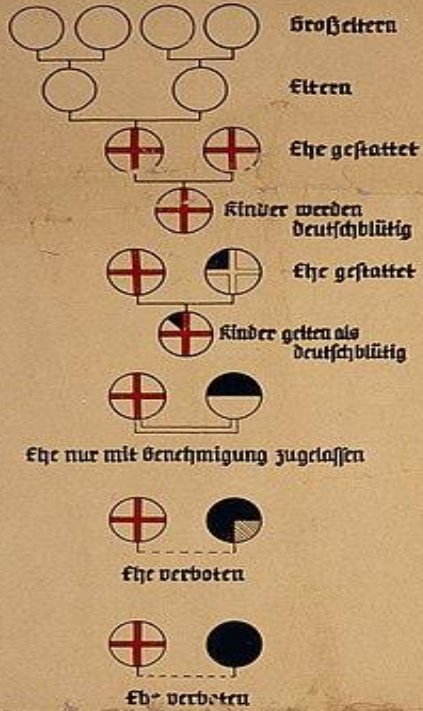 Großeltern
Eltern
Ehe gestattet
Kinder werden
deutschblütig
Ehe gestattet
Kinder gelten als
deutschblütig
Ehe nur mit Genehmigung zugelassen
Ehe verboten
Ehe verboten